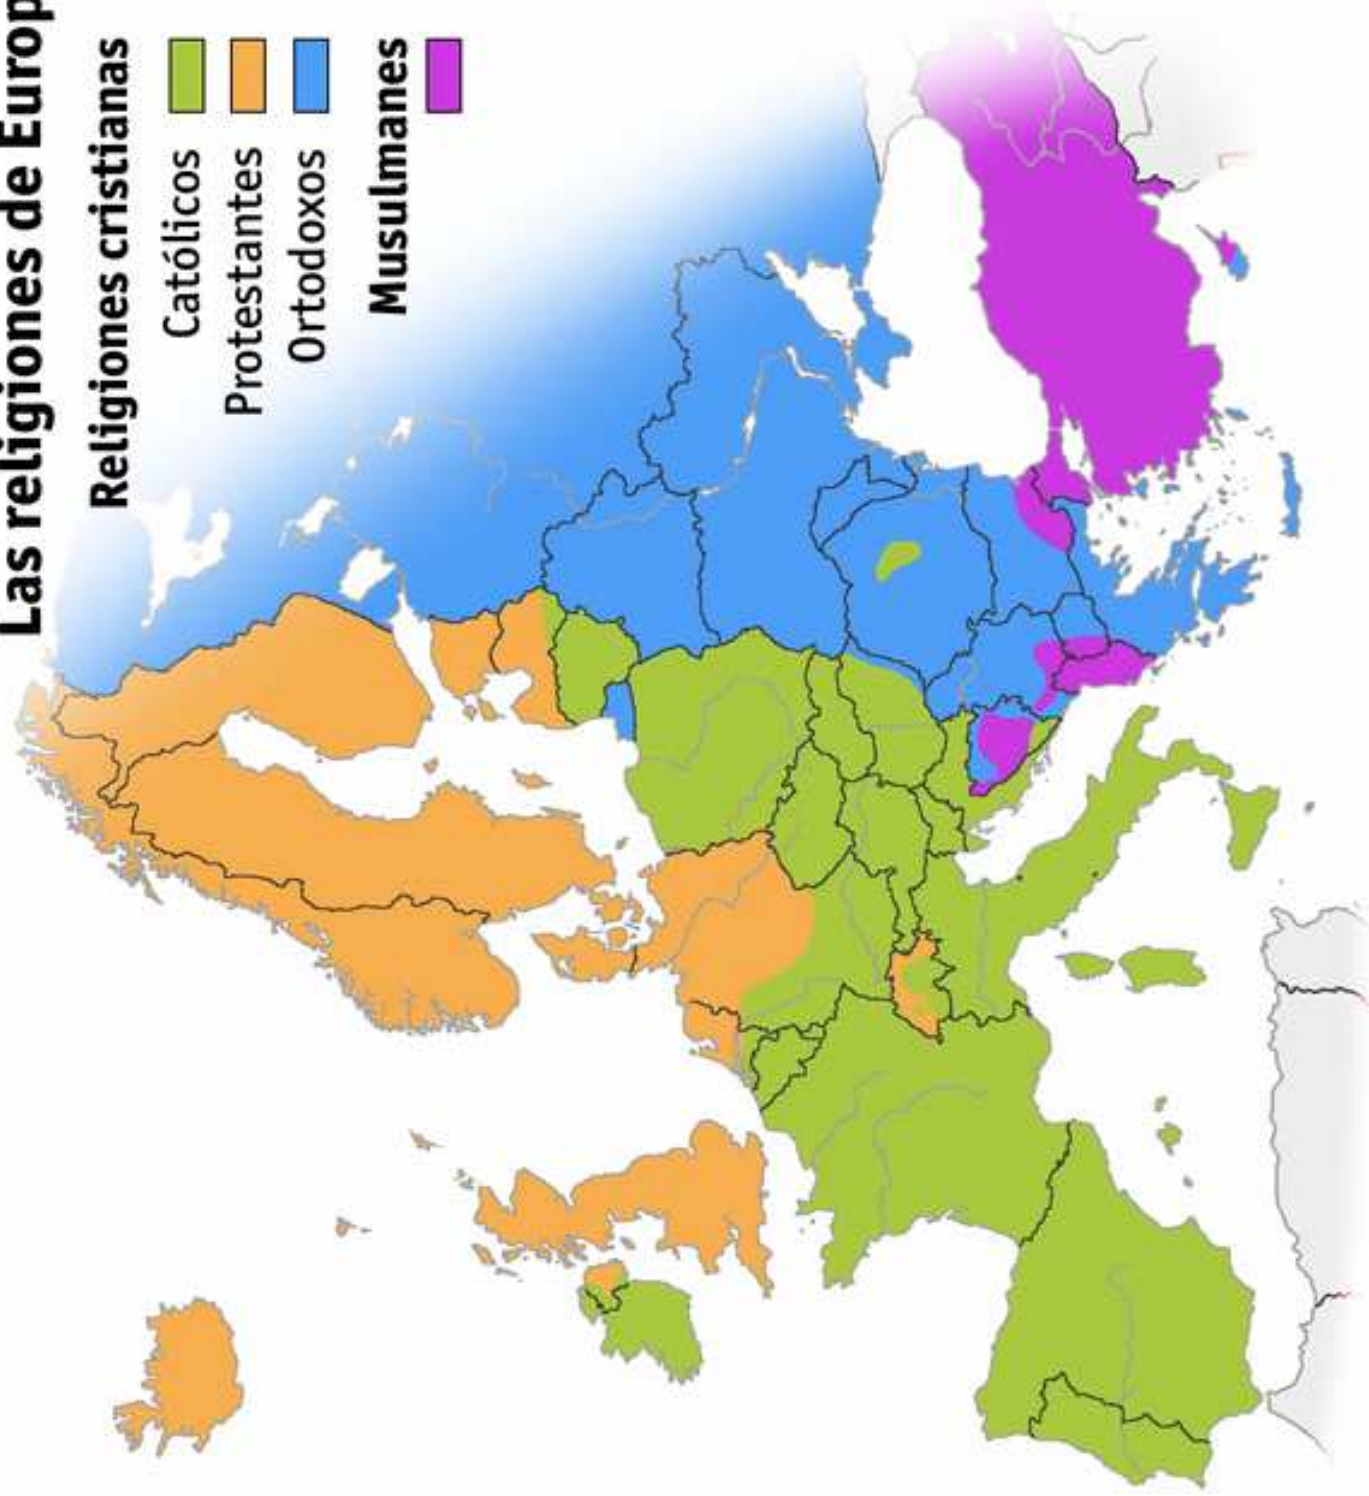 Las religiones de Europ
Religiones cristianas
Católicos
Protestantes
Ortodoxos
Musulmanes